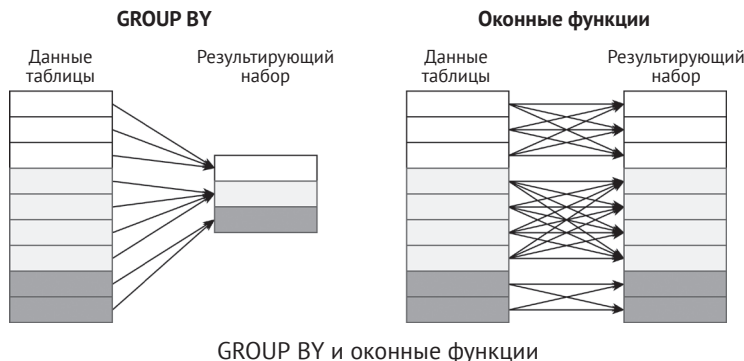 GROUP BY
Данные
таблицы
Результирующий
набор
Оконные функции
Данные
таблицы
Результирующий
набор
GROUP BY и оконные функции